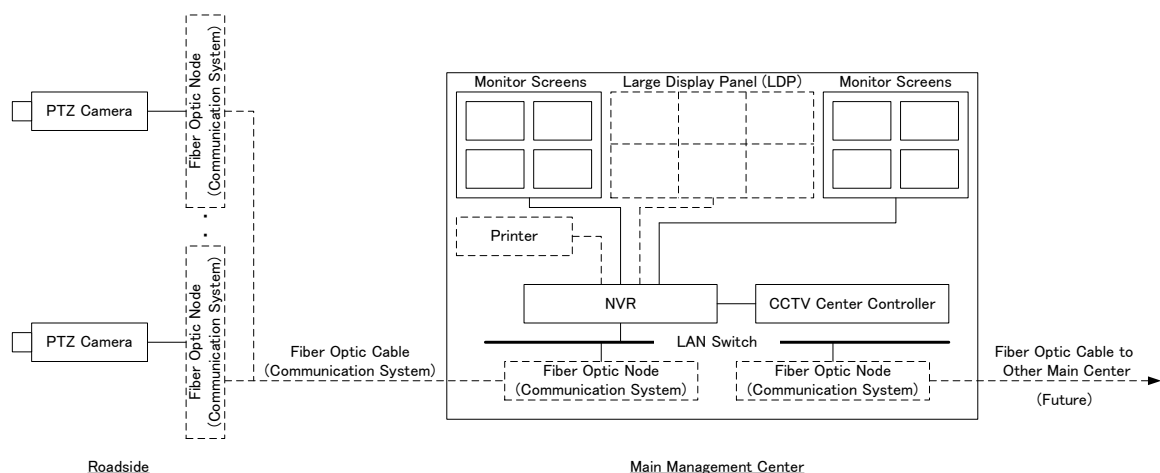 PTZ Camera
Fiber Optic Node
(Communication System)
PTZ Camera
Fiber Optic Node
(Communication System)
Fiber Optic Cable
(Communication System)
Monitor Screens
Large Display Panel (LDP)
Monitor Screens
Printer
NVR
CCTV Center Controller
LAN Switch
Fiber Optic Node
(Communication System)
Fiber Optic Node
(Communication System)
Fiber Optic Cable to
Other Main Center
(Future)
Roadside
Main Management Center